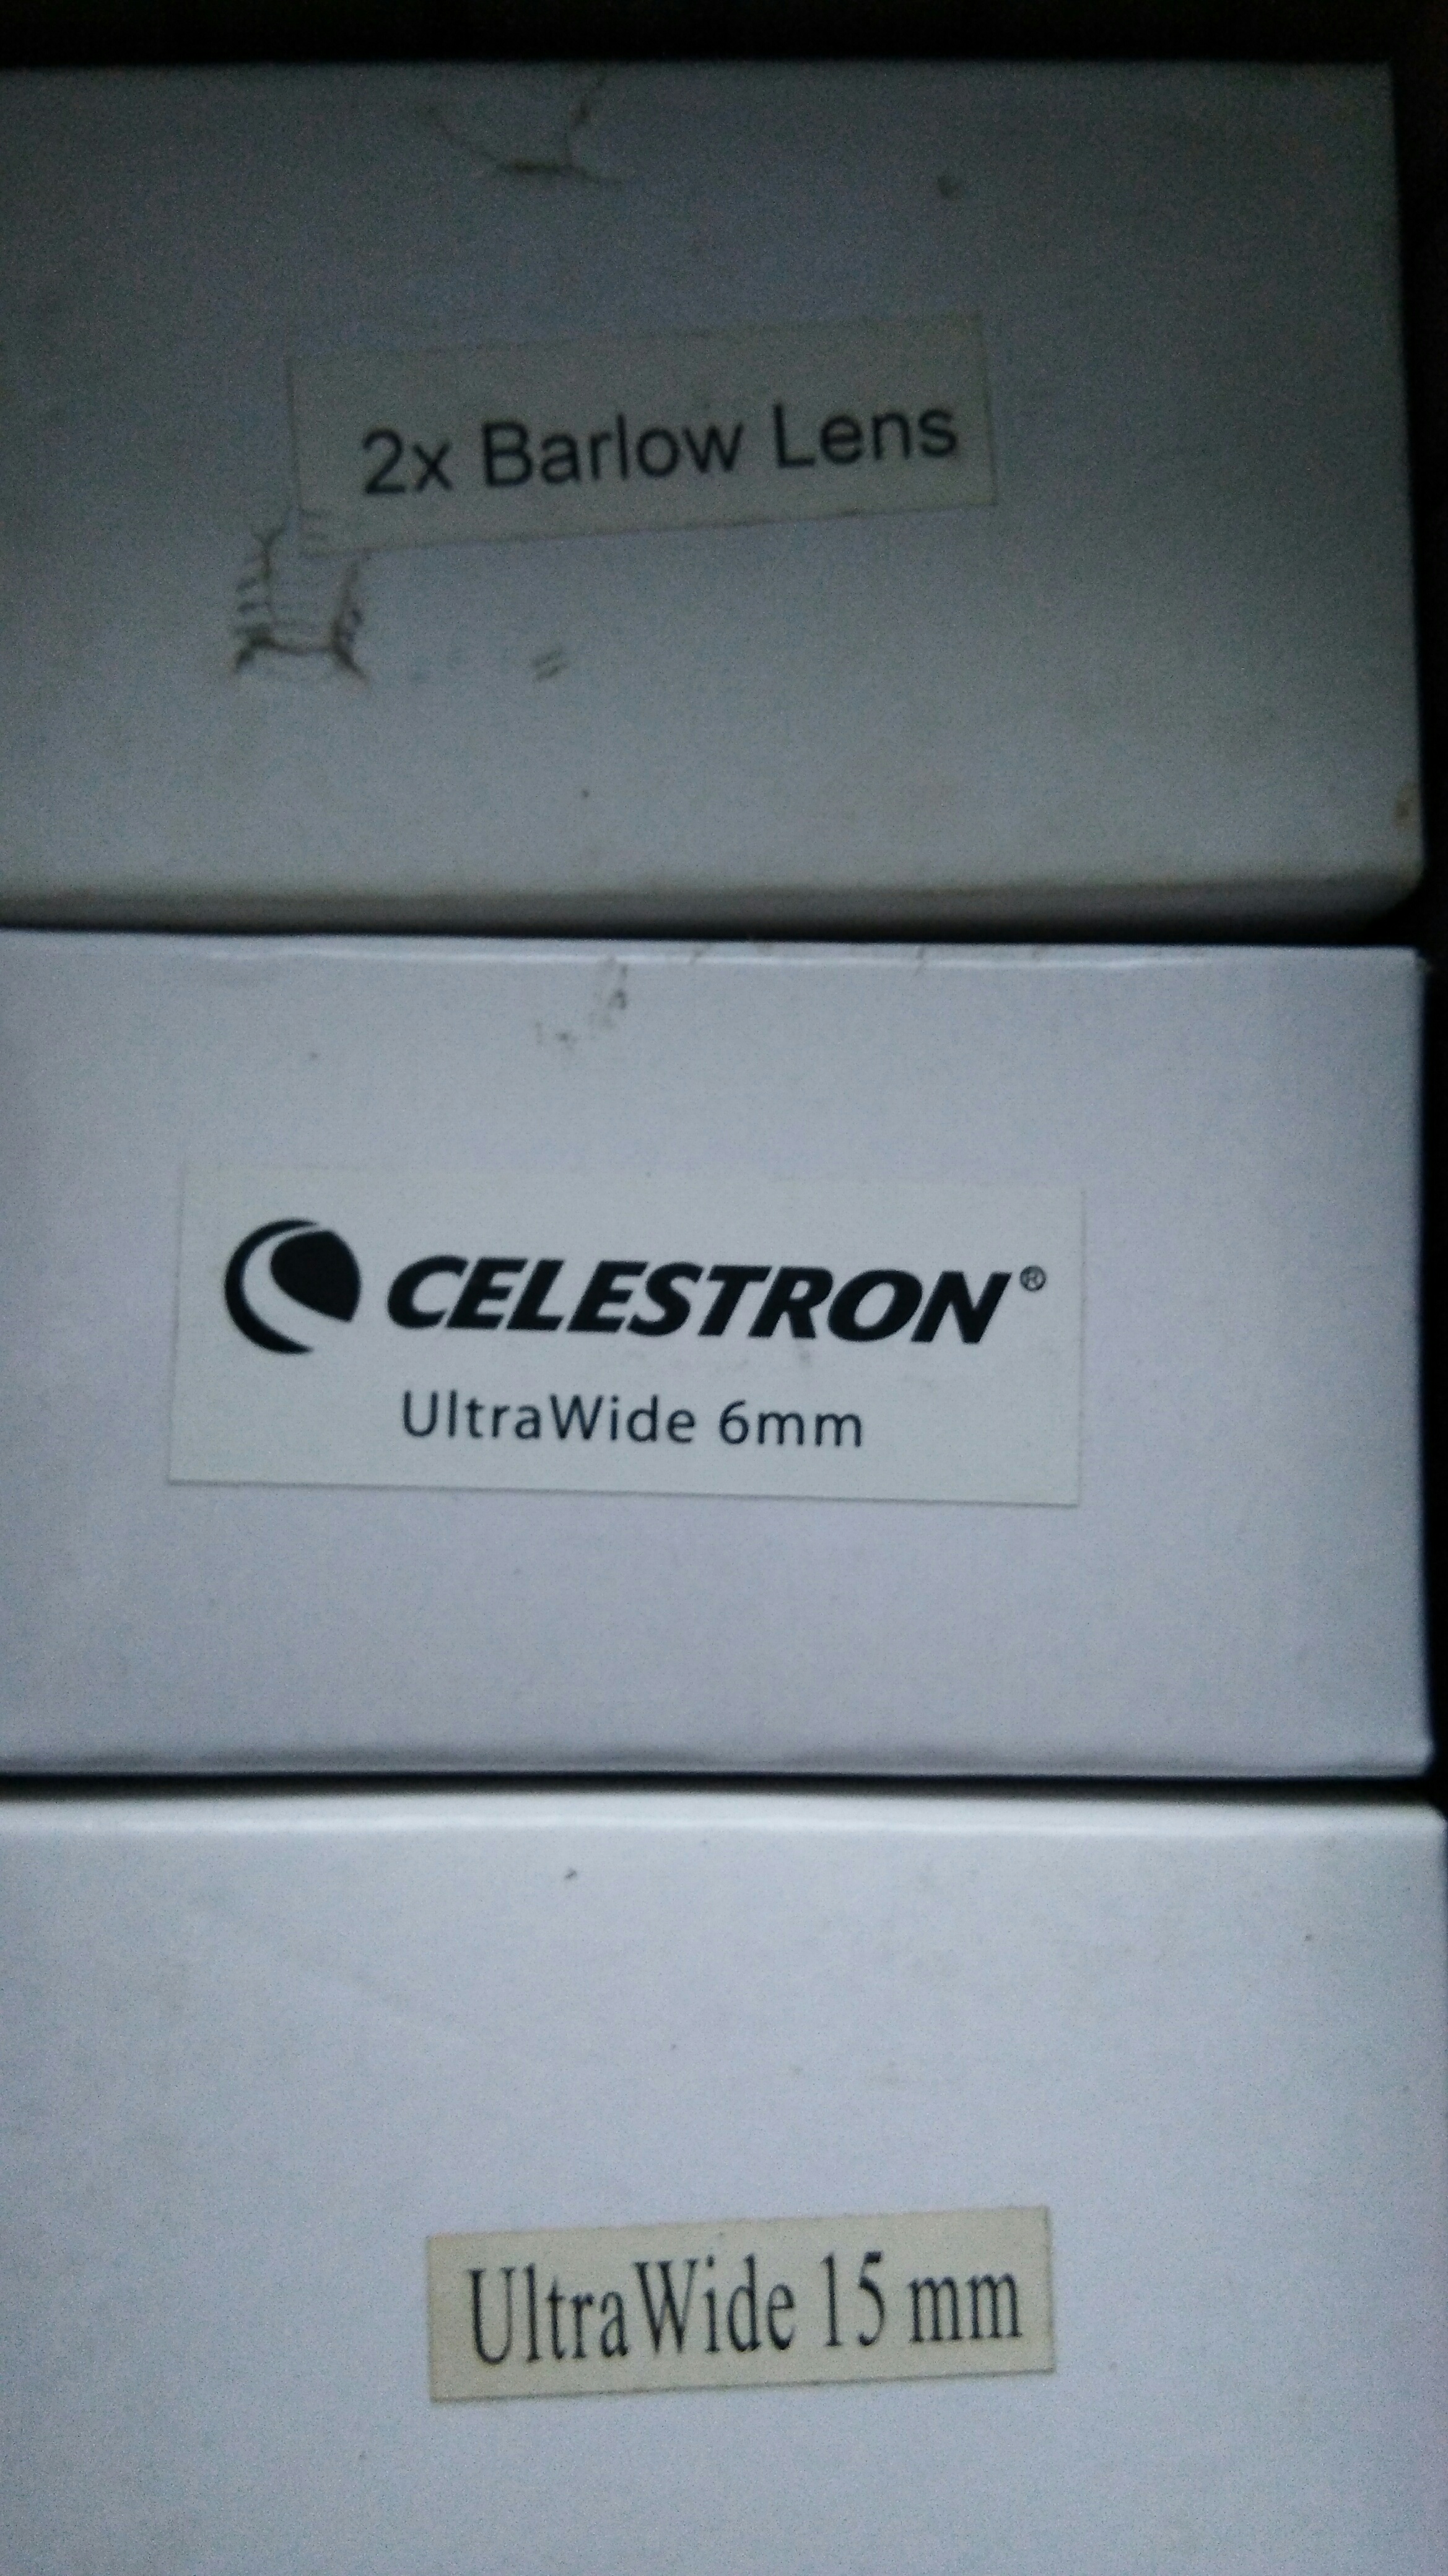 2x Barlow Lens
CELESTRON®
UltraWide 6mm
UltraWide 15 mm